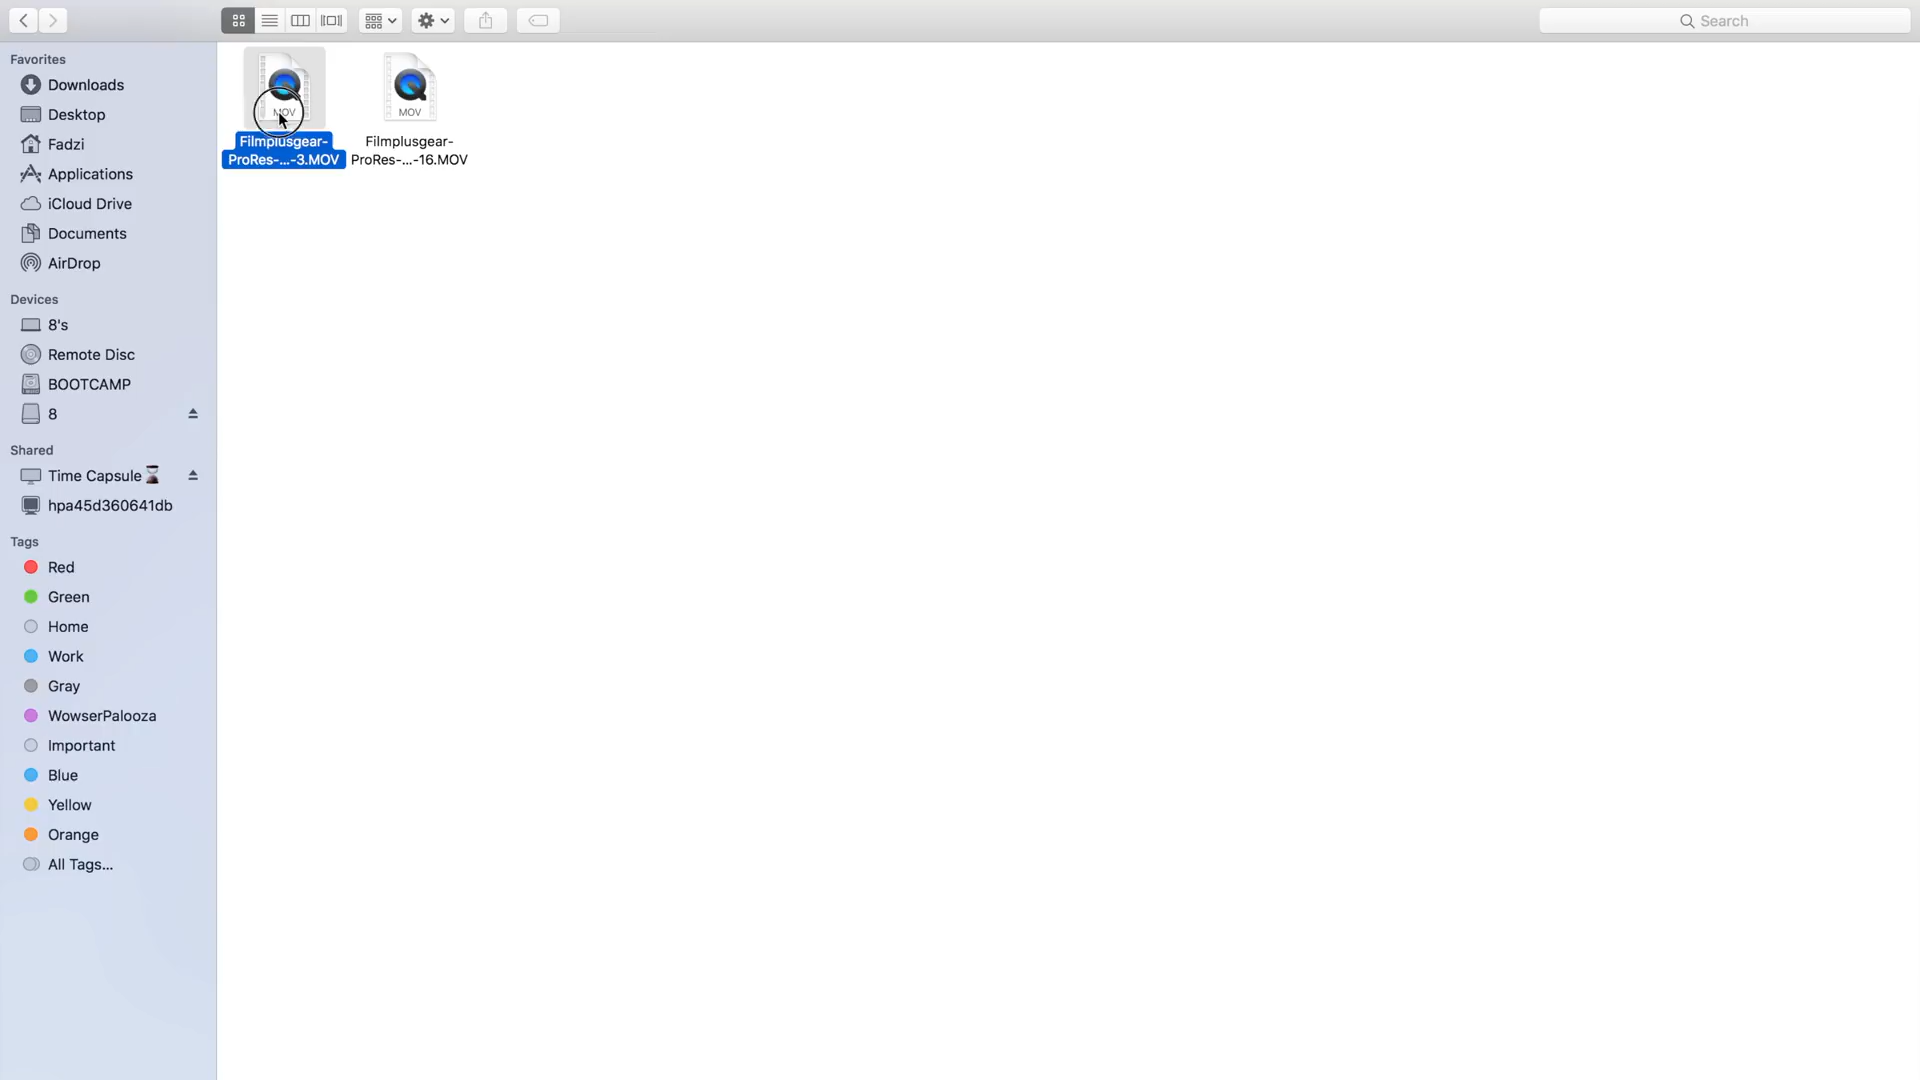 Search
Favorites
Downloads
Desktop
Fadzi
Applications
iCloud Drive
Documents
AirDrop
Devices
8's
Remote Disc
BOOTCAMP
8
Shared
Time Capsule⌛
hpa45d360641db
Tags
Red
Green
Home
Work
Gray
WowserPalooza
Important
Blue
Yellow
Orange
All Tags...
MOV
Filmplusgear-
ProRes-...-3.MOV
MOV
Filmplusgear-
ProRes-...-16.MOV